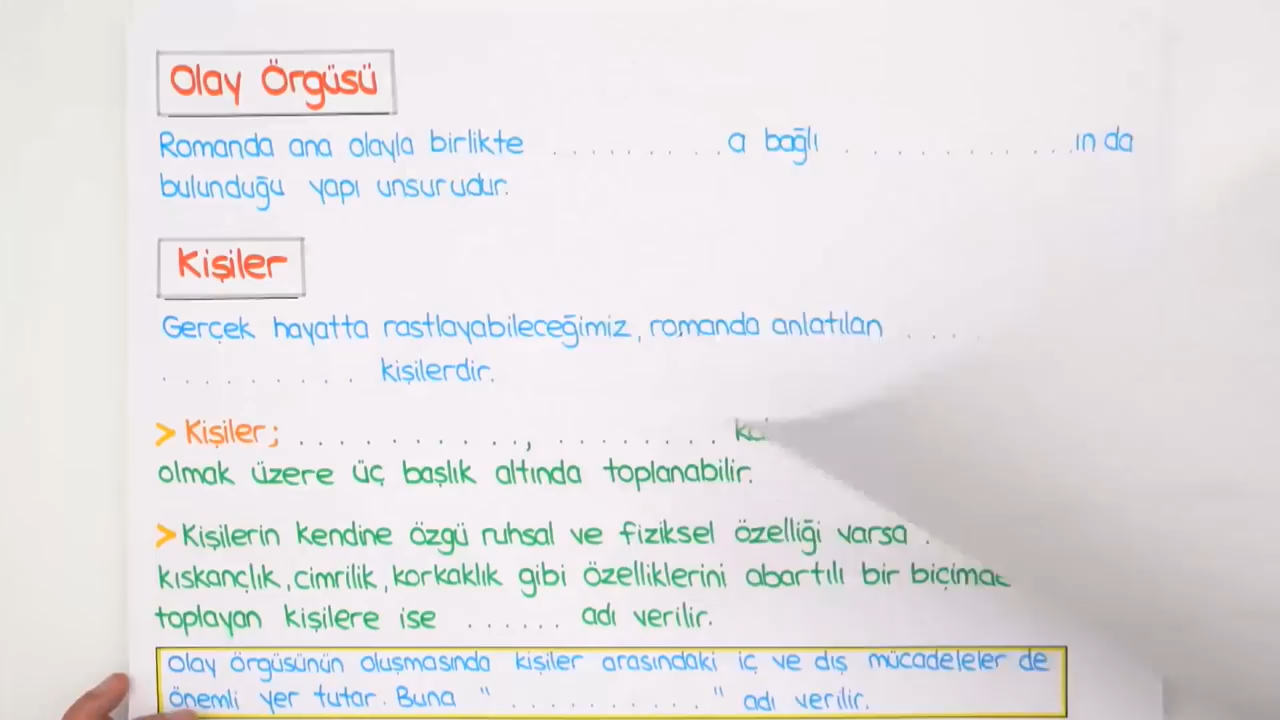 Olay Örgüsü
Romanda ana olayla birlikte . . . . . . . . . . a bağlı . . . . . . . . . . . . . ın da
bulunduğu yapı unsurudur.
Kişiler
Gerçek hayatta rastlayabileceğimiz, romanda anlatılan . . . .
. . . . . . . . . . kişilerdir.
> Kişiler; . . . . . . . . . . . , . . . . . . . . .
olmak üzere üç başlık altında toplanabilir.
> Kişilerin kendine özgü ruhsal ve fiziksel özelliği varsa .
kıskançlık, cimrilik, korkaklık gibi özelliklerini abartılı bir
toplayan kişilere ise . . . . . . adı verilir.
Olay örgüsünün oluşmasında kişiler arasındaki iç ve dış mücadeleler de
önemli yer tutar. Buna " . . . . . . . . . . . " adı verilir.